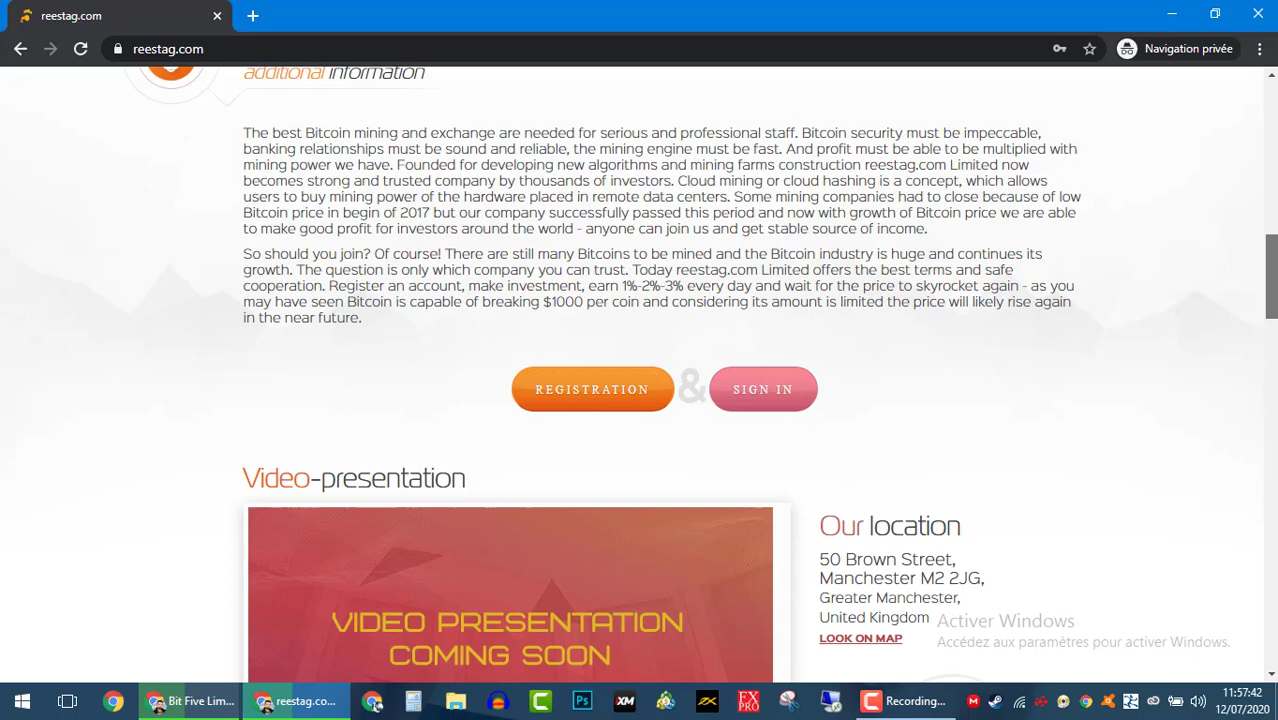 reestag.com
reestag.com
Navigation privée
additional information
The best Bitcoin mining and exchange are needed for serious and professional staff. Bitcoin security must be impeccable,
banking relationships must be sound and reliable, the mining engine must be fast. And profit must be able to be multiplied with
mining power we have. Founded for developing new algorithms and mining farms construction reestag.com Limited now
becomes strong and trusted company by thousands of investors. Cloud mining or cloud hashing is a concept, which allows
users to buy mining power of the hardware placed in remote data centers. Some mining companies had to close because of low
Bitcoin price in begin of 2017 but our company successfully passed this period and now with growth of Bitcoin price we are able
to make good profit for investors around the world - anyone can join us and get stable source of income.
So should you join? Of course! There are still many Bitcoins to be mined and the Bitcoin industry is huge and continues its
growth. The question is only which company you can trust. Today reestag.com Limited offers the best terms and safe
cooperation. Register an account, make investment, earn 1%-2%-3% every day and wait for the price to skyrocket again - as you
may have seen Bitcoin is capable of breaking $1000 per coin and considering its amount is limited the price will likely rise again
in the near future.
REGISTRATION & SIGN IN
Video-presentation
VIDEO PRESENTATION
COMING SOON
Our location
50 Brown Street,
Manchester M2 2JG,
Greater Manchester,
United Kingdom
LOOK ON MAP
Activer Windows
Accédez aux paramètres pour activer Windows.
Bit Five Lim...
reestag.co...
Ps
XM
FX
PRO
Recording...
11:57:42
12/07/2020